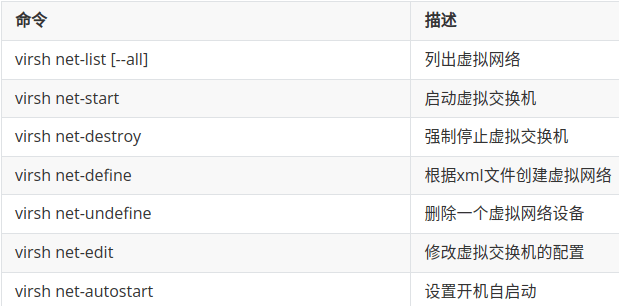 命令 描述
virsh net-list [--all] 列出虚拟网络
virsh net-start 启动虚拟交换机
virsh net-destroy 强制停止虚拟交换机
virsh net-define 根据xml文件创建虚拟网络
virsh net-undefine 删除一个虚拟网络设备
virsh net-edit 修改虚拟交换机的配置
virsh net-autostart 设置开机自启动